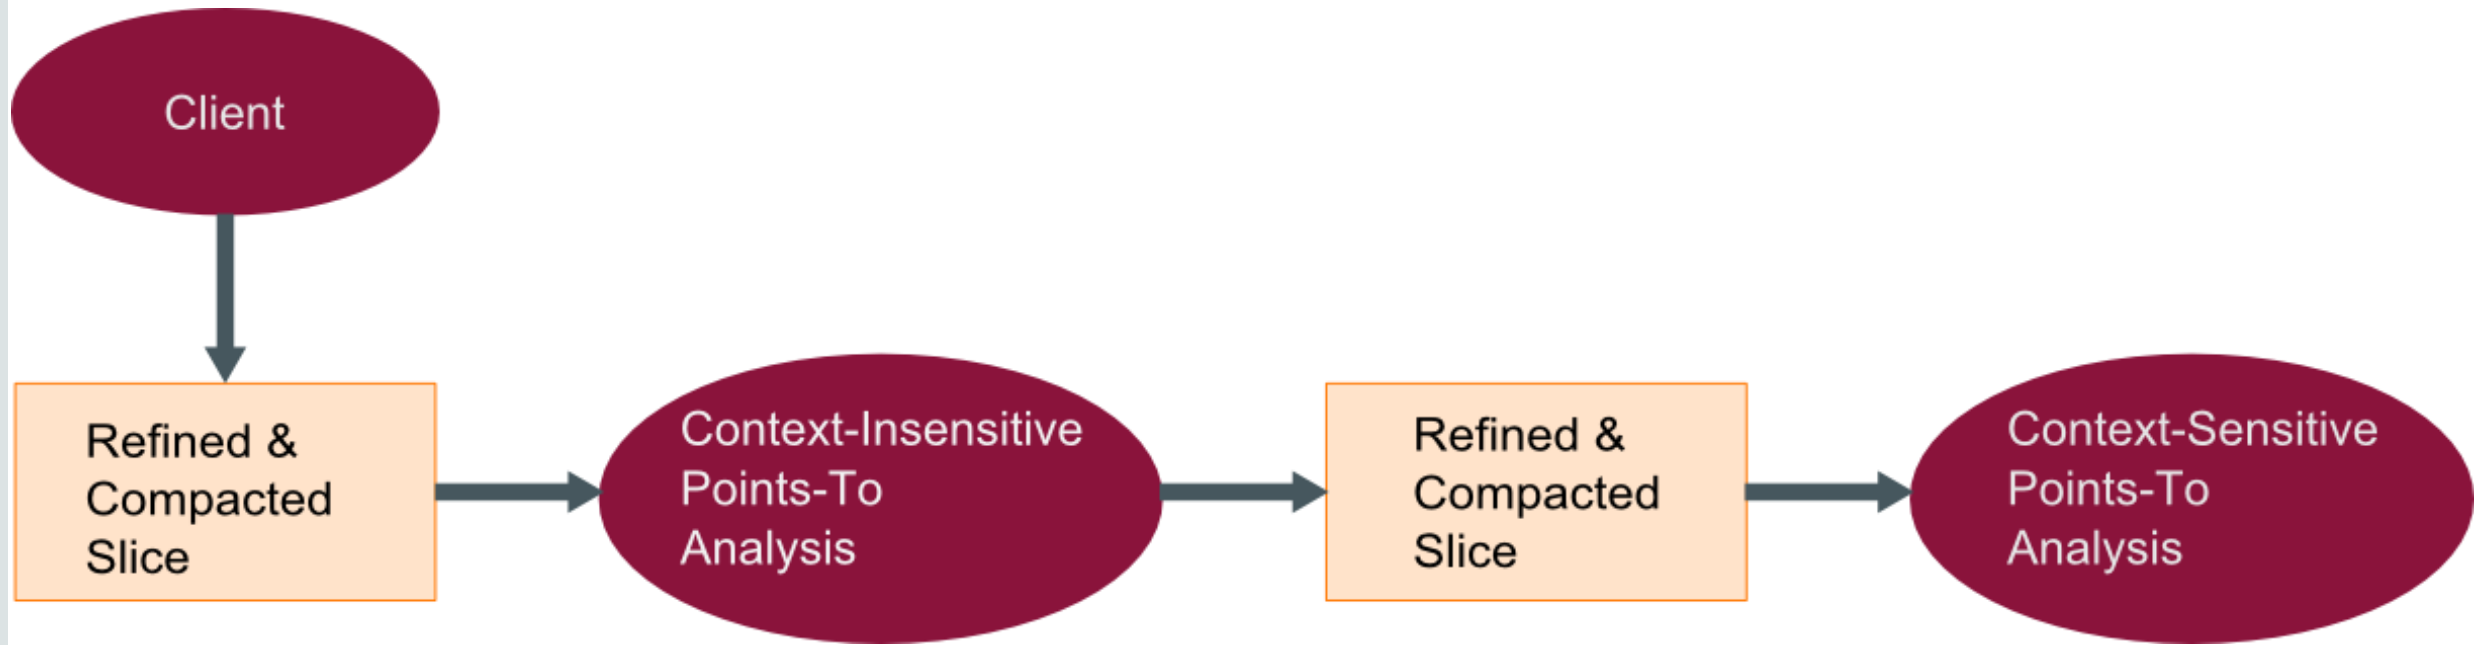 Client
Refined &
Compacted
Slice
Context-Insensitive
Points-To
Analysis
Refined &
Compacted
Slice
Context-Sensitive
Points-To
Analysis